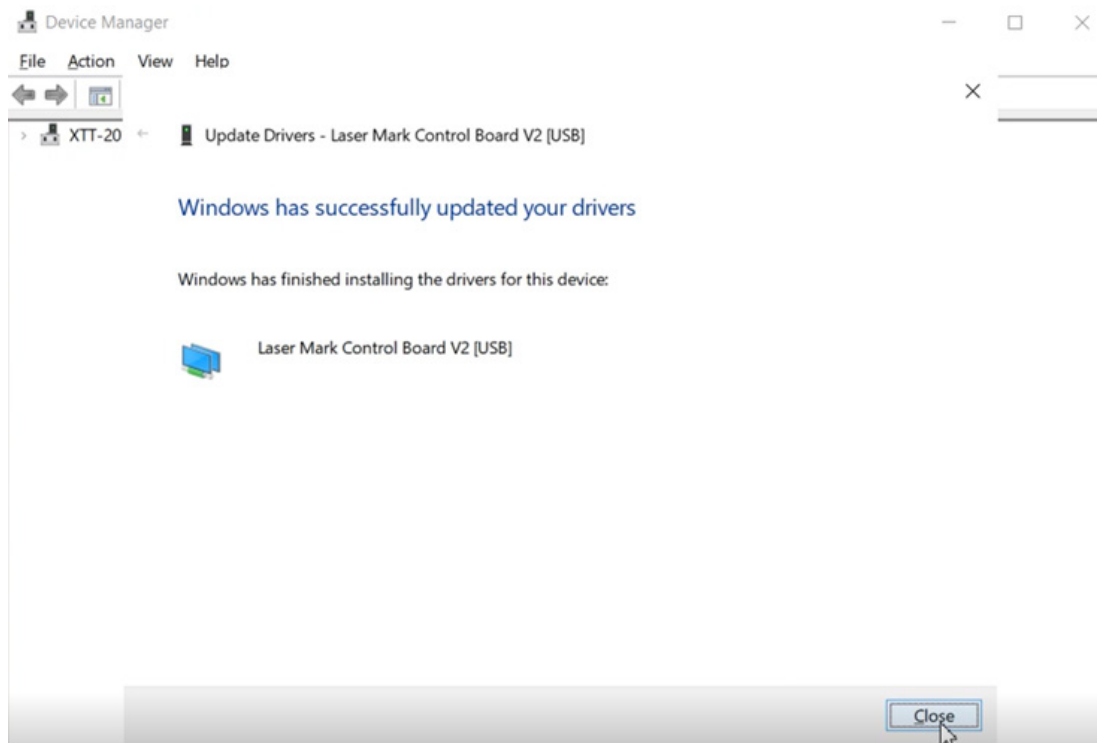 Device Manager
File Action View Help
XTT-20
Update Drivers - Laser Mark Control Board V2 [USB]
Windows has successfully updated your drivers
Windows has finished installing the drivers for this device:
Laser Mark Control Board V2 [USB]
Close